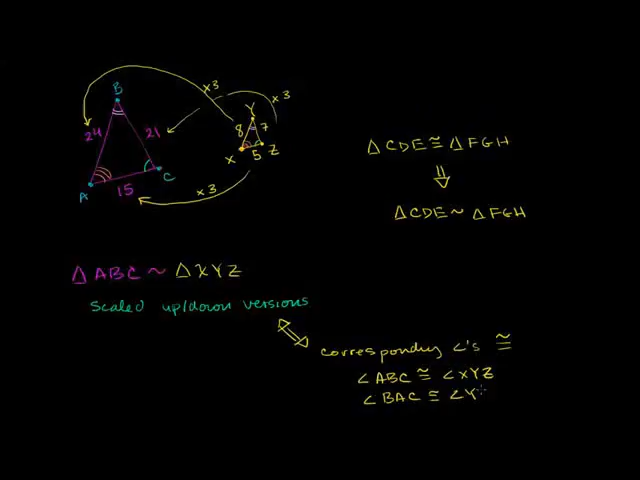 B
×3
×3
24
21
Y
8
7
X
5
Z
A
15
C
×3
△ CDE ≅ △ FGH
⇓
△ CDE ~ △ FGH
△ ABC ~ △ XYZ
Scaled up/down versions
corresponding ∠'s ≅
∠ ABC ≅ ∠ XYZ
∠ BAC ≅ ∠ Y